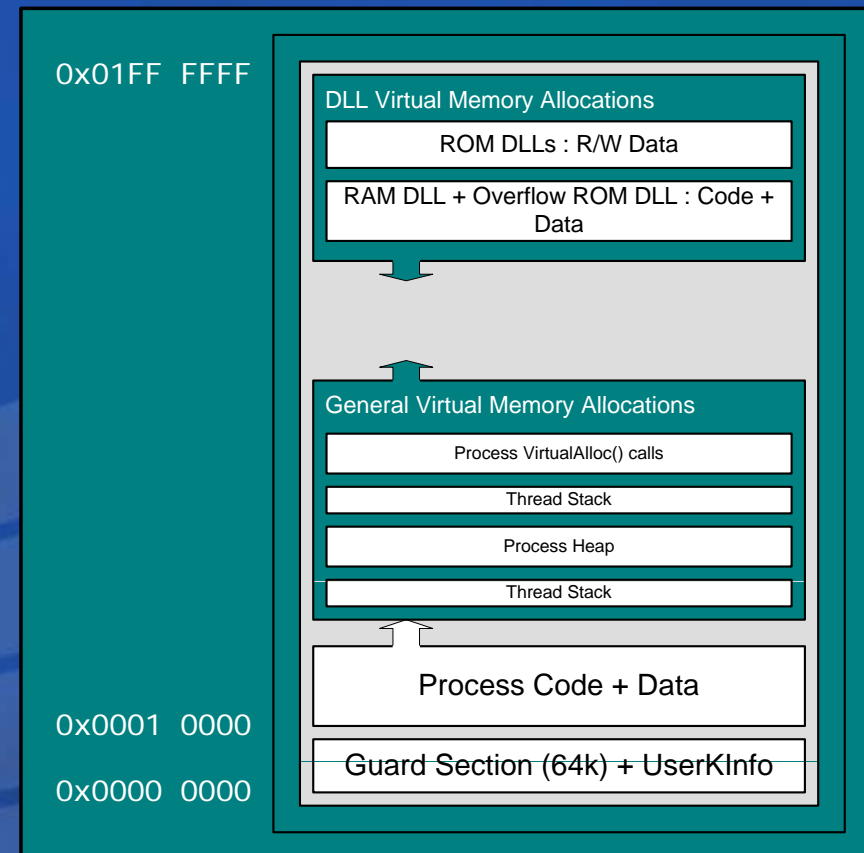 0x01FF FFFF
DLL Virtual Memory Allocations
ROM DLLs : R/W Data
RAM DLL + Overflow ROM DLL : Code +
Data
General Virtual Memory Allocations
Process VirtualAlloc() calls
Thread Stack
Process Heap
Thread Stack
Process Code + Data
0x0001 0000
Guard Section (64k) + UserKInfo
0x0000 0000